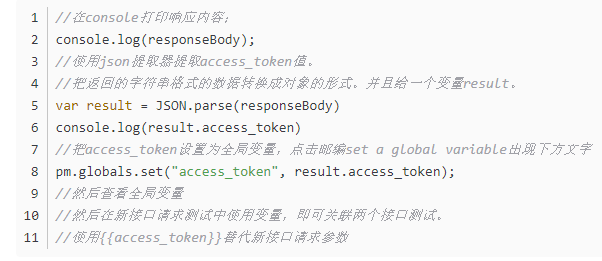 1 //在console打印响应内容；
2 console.log(responseBody);
3 //使用json提取器提取access_token值。
4 //把返回的字符串格式的数据转换成对象的形式。并且给一个变量result。
5 var result = JSON.parse(responseBody)
6 console.log(result.access_token)
7 //把access_token设置为全局变量，点击邮编set a global variable出现下方文字
8 pm.globals.set("access_token", result.access_token);
9 //然后查看全局变量
10 //然后在新接口请求测试中使用变量，即可关联两个接口测试。
11 //使用{{access_token}}替代新接口请求参数